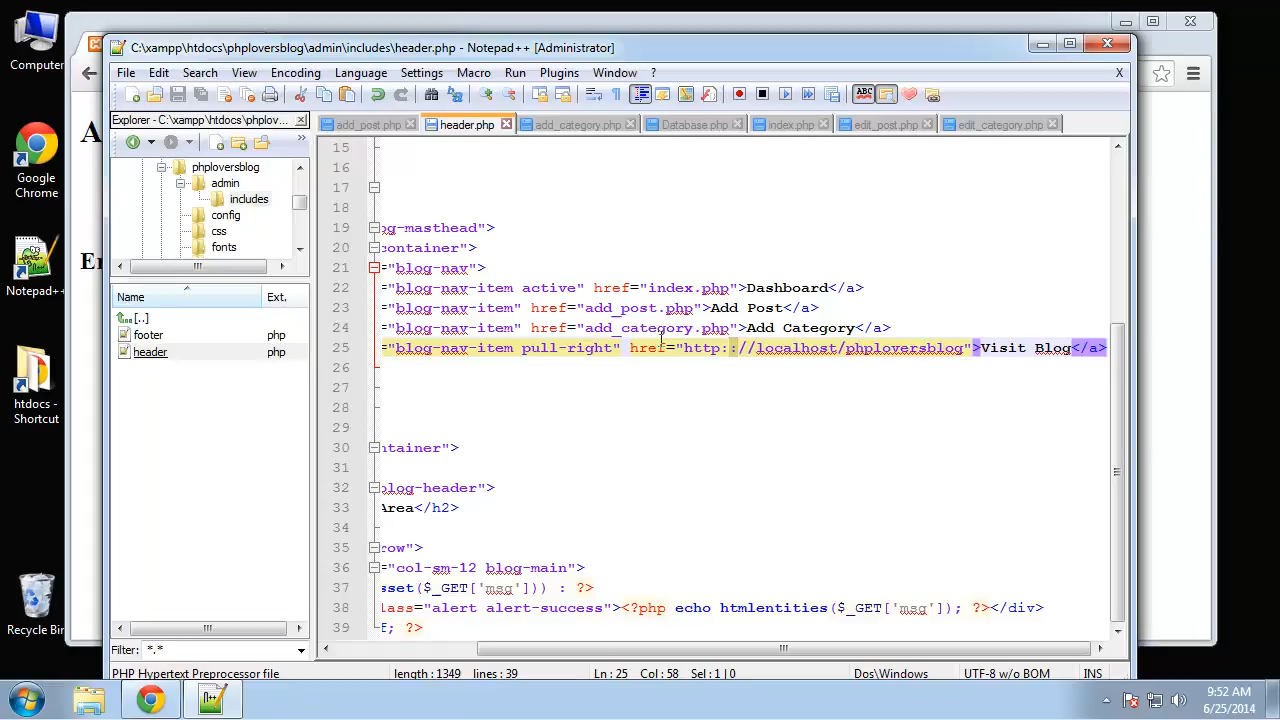 Computer
Google
Chrome
Notepad++
htdocs -
Shortcut
Recycle Bin
C:\xampp\htdocs\phploversblog\admin\includes\header.php - Notepad++ [Administrator]
File Edit Search View Encoding Language Settings Macro Run Plugins Window ? X
Explorer - C:\xampp\htdocs\phplov...
add_post.php header.php add_category.php Database.php index.php edit_post.php edit_category.php
phploversblog
admin
includes
config
css
fonts
Name Ext.
[..]
footer php
header php
*.*
15
16
17
18
19 og-masthead">
20 container">
21 ="blog-nav">
22 ="blog-nav-item active" href="index.php">Dashboard</a>
23 ="blog-nav-item" href="add_post.php">Add Post</a>
24 ="blog-nav-item" href="add_category.php">Add Category</a>
25 ="blog-nav-item pull-right" href="http:://localhost/phploversblog">Visit Blog</a>
26
27
28
29
30 ntainer">
31
32 blog-header">
33 Area</h2>
34
35 row">
36 ="col-sm-12 blog-main">
37 sset($_GET['msg'])) : ?>
38 lass="alert alert-success"><?php echo htmlentities($_GET['msg']); ?></div>
39 E; ?>
PHP Hypertext Preprocessor file length : 1349 lines : 39 Ln : 25 Col : 58 Sel : 1 | 0 Dos\Windows UTF-8 w/o BOM INS
9:52 AM
6/25/2014